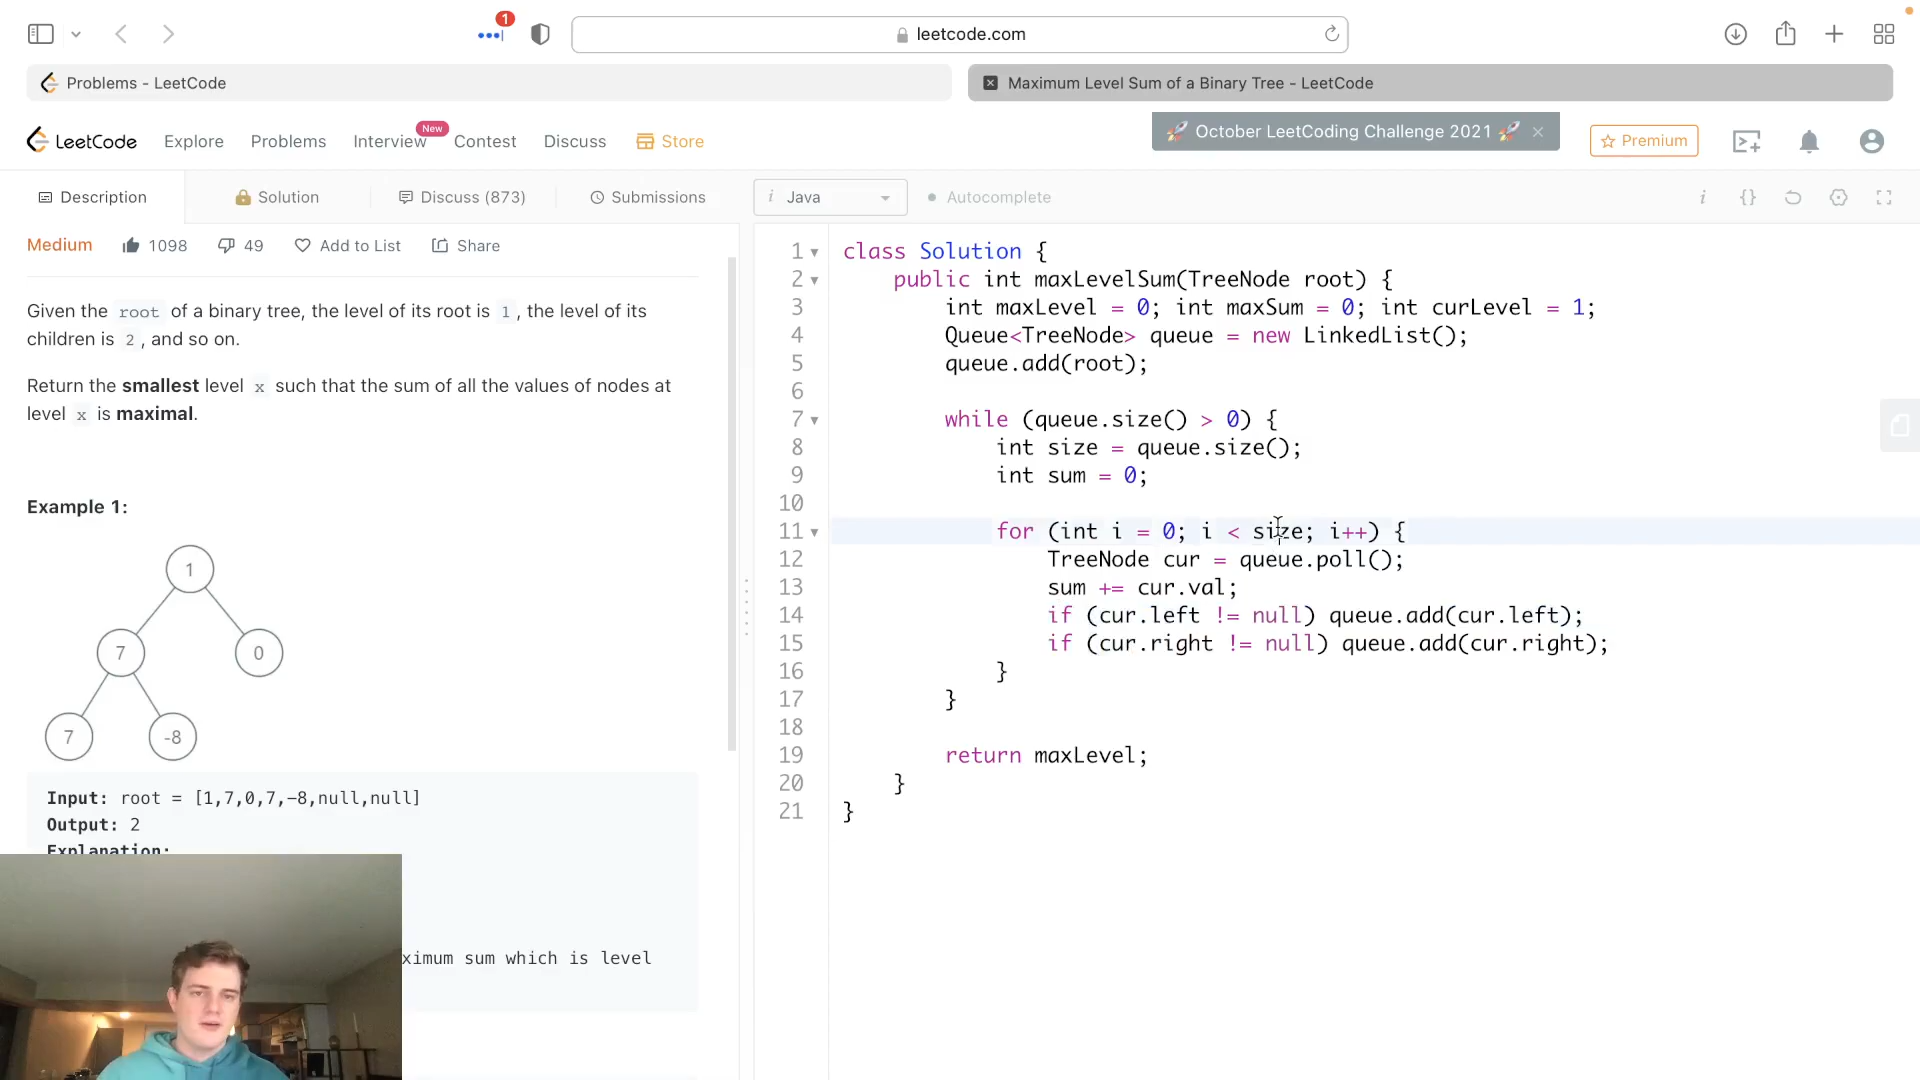 1
leetcode.com
Problems - LeetCode
Maximum Level Sum of a Binary Tree - LeetCode
LeetCode Explore Problems Interview New Contest Discuss Store
October LeetCoding Challenge 2021
Premium
Description Solution Discuss (873) Submissions
i Java Autocomplete i {}
Medium 1098 49 Add to List Share
Given the root of a binary tree, the level of its root is 1, the level of its
children is 2, and so on.
Return the smallest level x such that the sum of all the values of nodes at
level x is maximal.
Example 1:
1
7 0
7 -8
Input: root = [1,7,0,7,-8,null,null]
Output: 2
Explanation:
ximum sum which is level
1 class Solution {
2 public int maxLevelSum(TreeNode root) {
3 int maxLevel = 0; int maxSum = 0; int curLevel = 1;
4 Queue<TreeNode> queue = new LinkedList();
5 queue.add(root);
6
7 while (queue.size() > 0) {
8 int size = queue.size();
9 int sum = 0;
10
11 for (int i = 0; i < size; i++) {
12 TreeNode cur = queue.poll();
13 sum += cur.val;
14 if (cur.left != null) queue.add(cur.left);
15 if (cur.right != null) queue.add(cur.right);
16 }
17 }
18
19 return maxLevel;
20 }
21 }